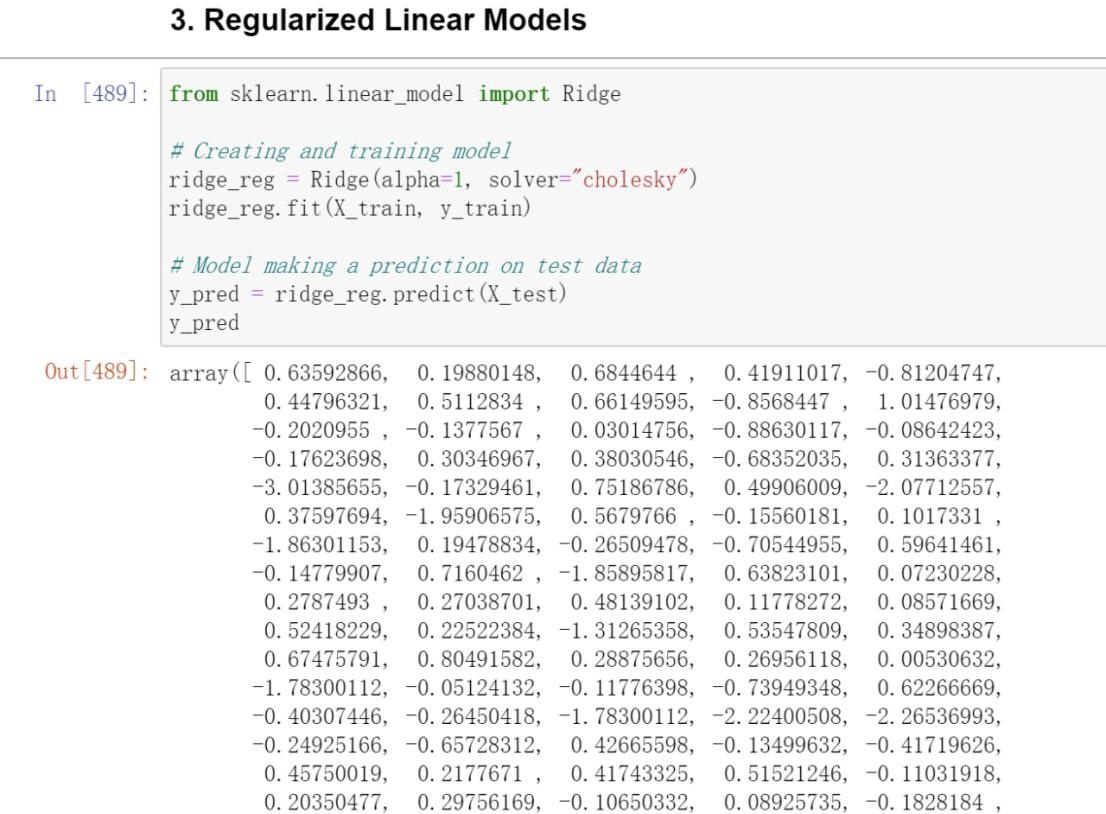 3. Regularized Linear Models
In [489]: from sklearn.linear_model import Ridge
# Creating and training model
ridge_reg = Ridge(alpha=1, solver="cholesky")
ridge_reg.fit(X_train, y_train)
# Model making a prediction on test data
y_pred = ridge_reg.predict(X_test)
y_pred
Out[489]: array([ 0.63592866,  0.19880148,  0.6844644 ,  0.41911017, -0.81204747,
0.44796321,  0.5112834 ,  0.66149595, -0.8568447 ,  1.01476979,
-0.2020955 , -0.1377567 ,  0.03014756, -0.88630117, -0.08642423,
-0.17623698,  0.30346967,  0.38030546, -0.68352035,  0.31363377,
-3.01385655, -0.17329461,  0.75186786,  0.49906009, -2.07712557,
0.37597694, -1.95906575,  0.5679766 , -0.15560181,  0.1017331 ,
-1.86301153,  0.19478834, -0.26509478, -0.70544955,  0.59641461,
-0.14779907,  0.7160462 , -1.85895817,  0.63823101,  0.07230228,
0.2787493 ,  0.27038701,  0.48139102,  0.11778272,  0.08571669,
0.52418229,  0.22522384, -1.31265358,  0.53547809,  0.34898387,
0.67475791,  0.80491582,  0.28875656,  0.26956118,  0.00530632,
-1.78300112, -0.05124132, -0.11776398, -0.73949348,  0.62266669,
-0.40307446, -0.26450418, -1.78300112, -2.22400508, -2.26536993,
-0.24925166, -0.65728312,  0.42665598, -0.13499632, -0.41719626,
0.45750019,  0.2177671 ,  0.41743325,  0.51521246, -0.11031918,
0.20350477,  0.29756169, -0.10650332,  0.08925735, -0.1828184 ,